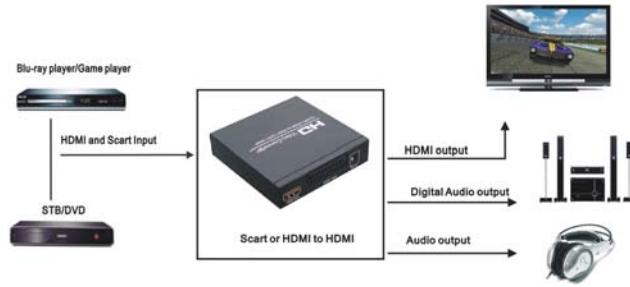 Blu-ray player/Game player
HDMI and Scart Input
STB/DVD
HD
Scart or HDMI to HDMI
HDMI output
Digital Audio output
Audio output